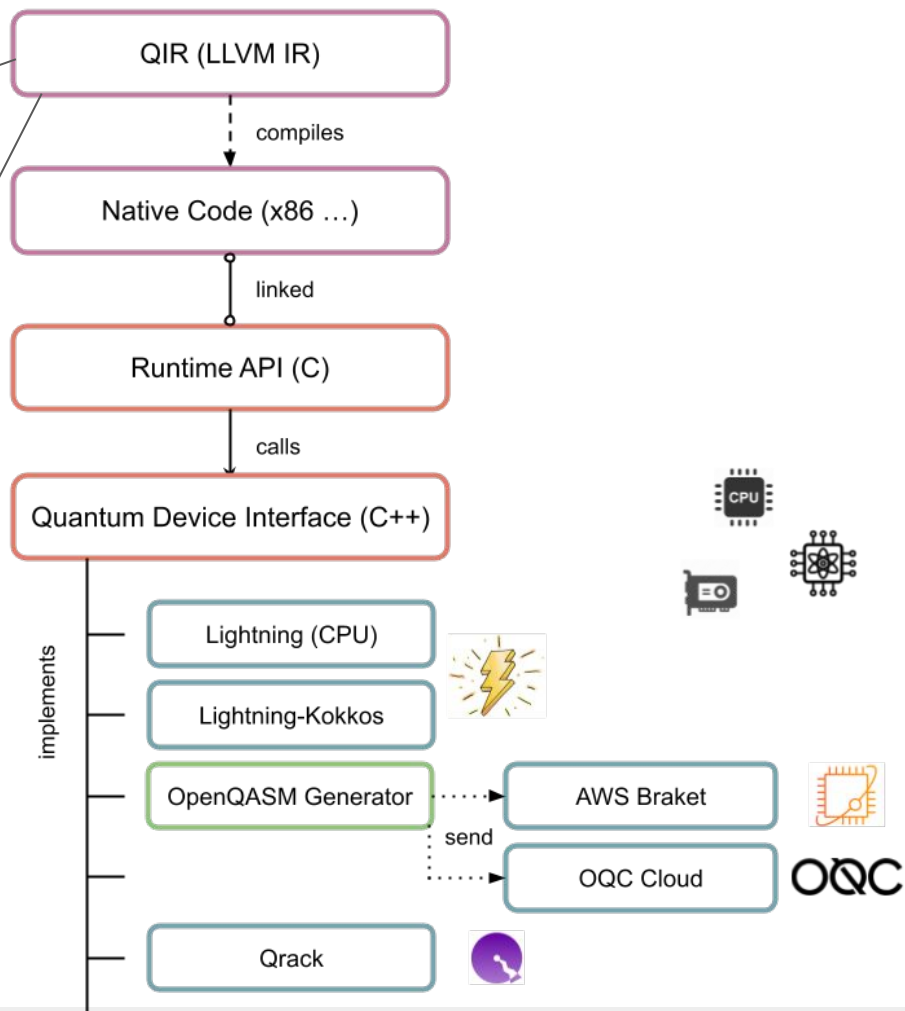 QIR (LLVM IR)
compiles
Native Code (x86 …)
linked
Runtime API (C)
calls
Quantum Device Interface (C++)
CPU
implements
Lightning (CPU)
Lightning-Kokkos
OpenQASM Generator
AWS Braket
send
OQC Cloud
OQC
Qrack